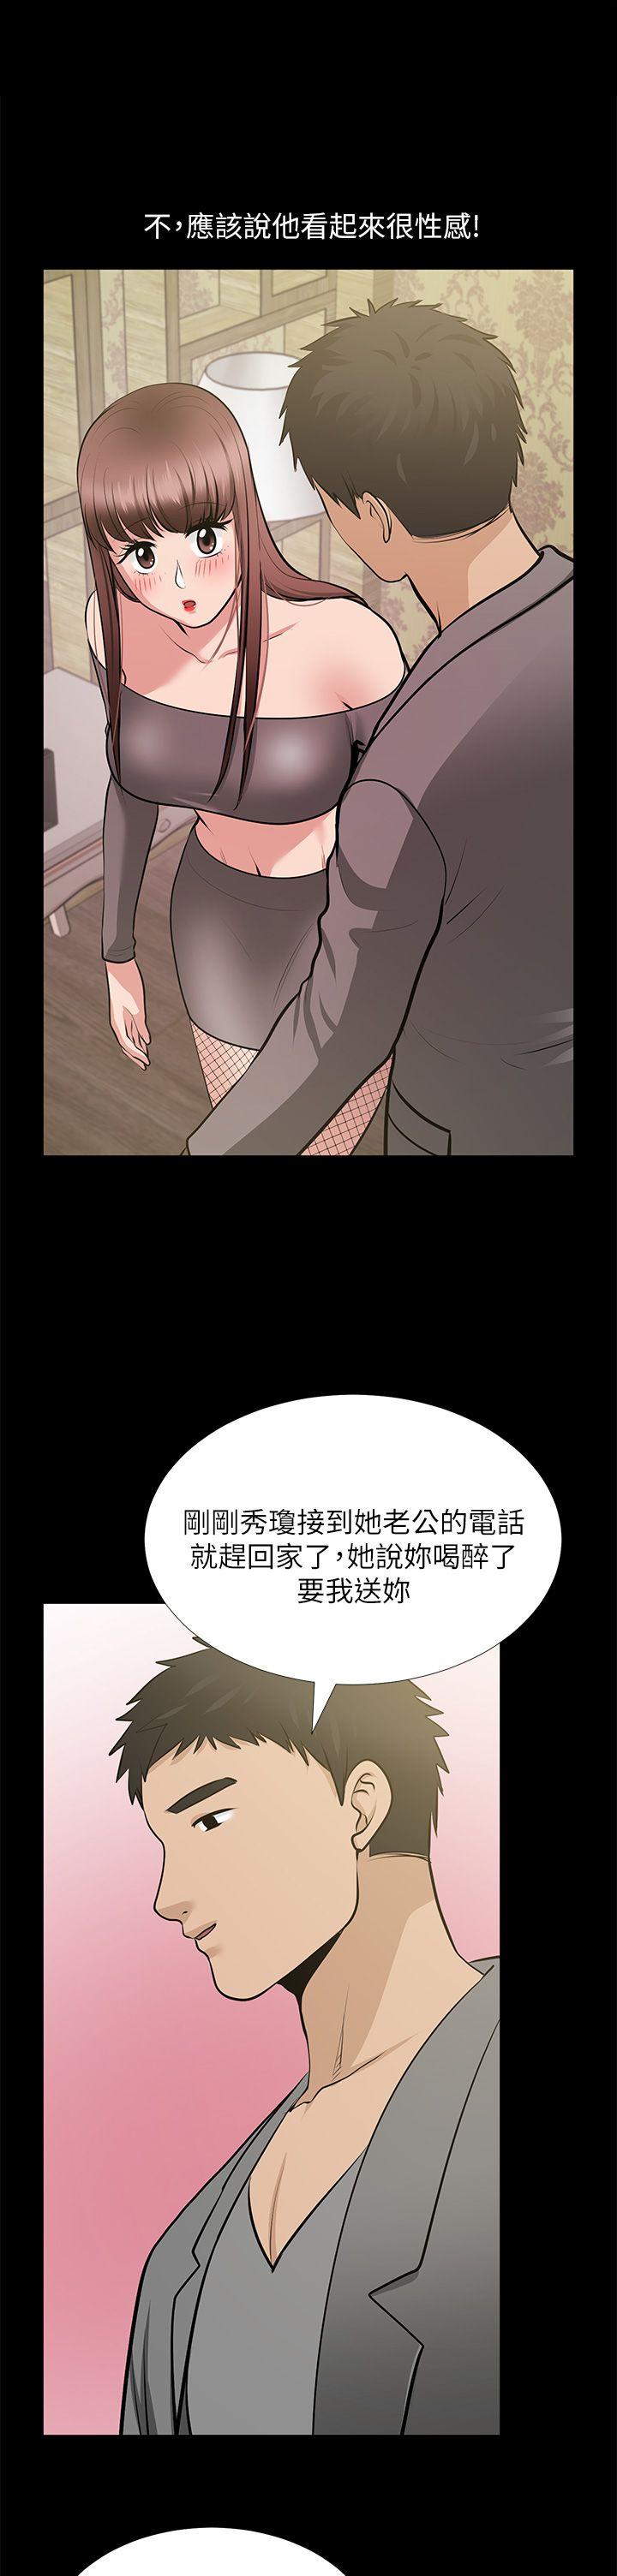 不，應該說他看起來很性感！
剛剛秀瓊接到她老公的電話
就趕回家了，她說妳喝醉了
要我送妳